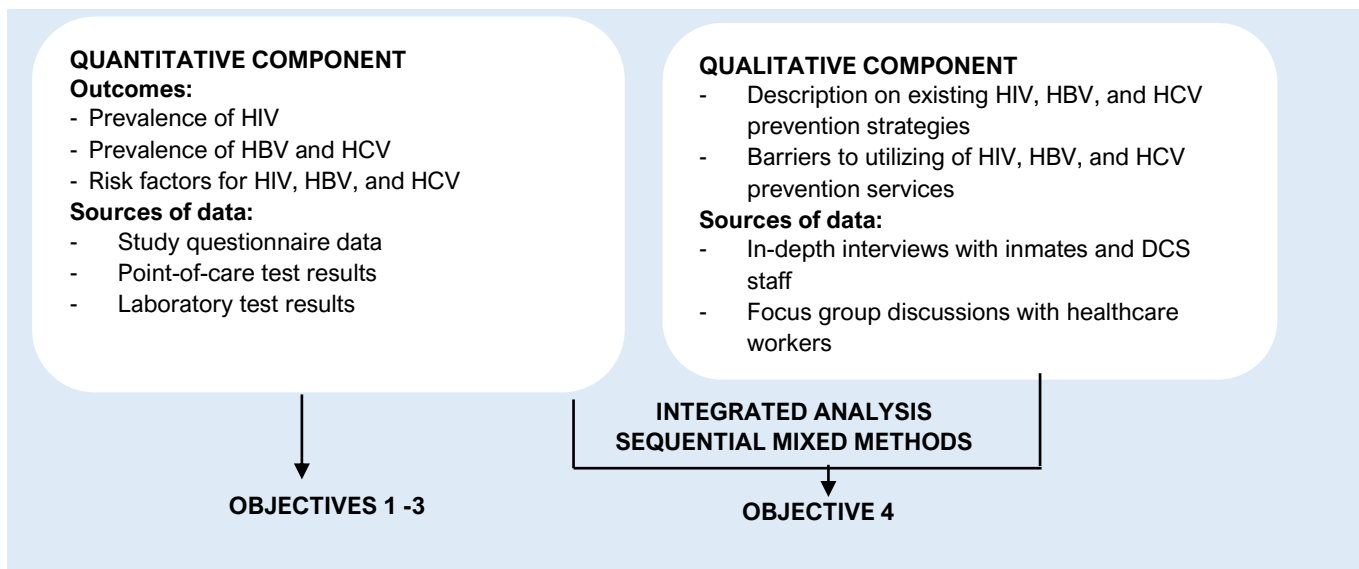 QUANTITATIVE COMPONENT
Outcomes:
- Prevalence of HIV
- Prevalence of HBV and HCV
- Risk factors for HIV, HBV, and HCV
Sources of data:
- Study questionnaire data
- Point-of-care test results
- Laboratory test results
QUALITATIVE COMPONENT
- Description on existing HIV, HBV, and HCV
prevention strategies
- Barriers to utilizing of HIV, HBV, and HCV
prevention services
Sources of data:
- In-depth interviews with inmates and DCS
staff
- Focus group discussions with healthcare
workers
INTEGRATED ANALYSIS
SEQUENTIAL MIXED METHODS
OBJECTIVES 1 -3
OBJECTIVE 4